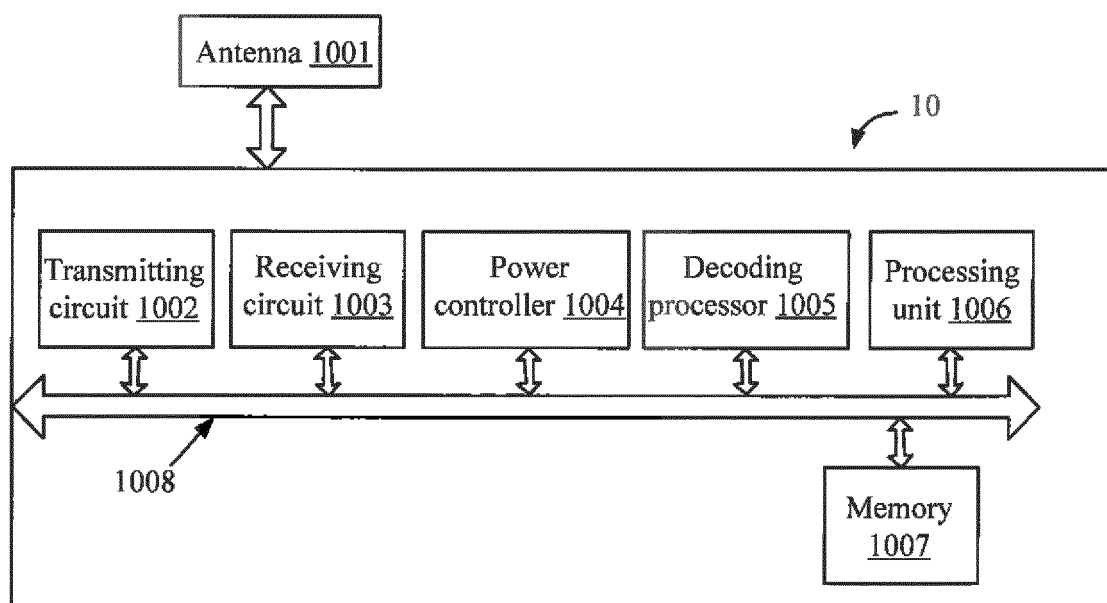 Antenna 1001
10
Transmitting
circuit 1002
Receiving
circuit 1003
Power
controller 1004
Decoding
processor 1005
Processing
unit 1006
1008
Memory
1007